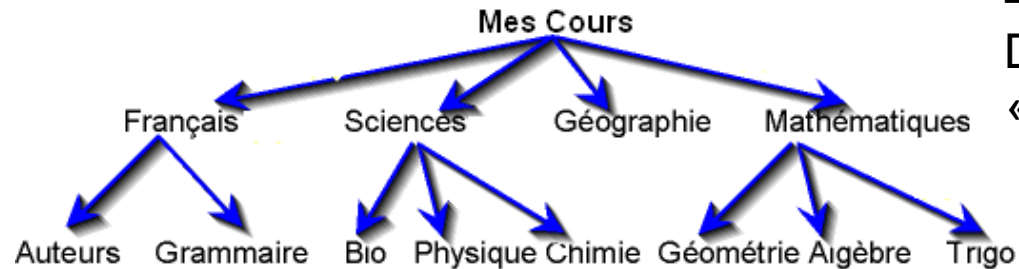 Mes Cours
Français Sciences Géographie Mathématiques
Auteurs Grammaire Bio Physique Chimie Géométrie Algèbre Trigo